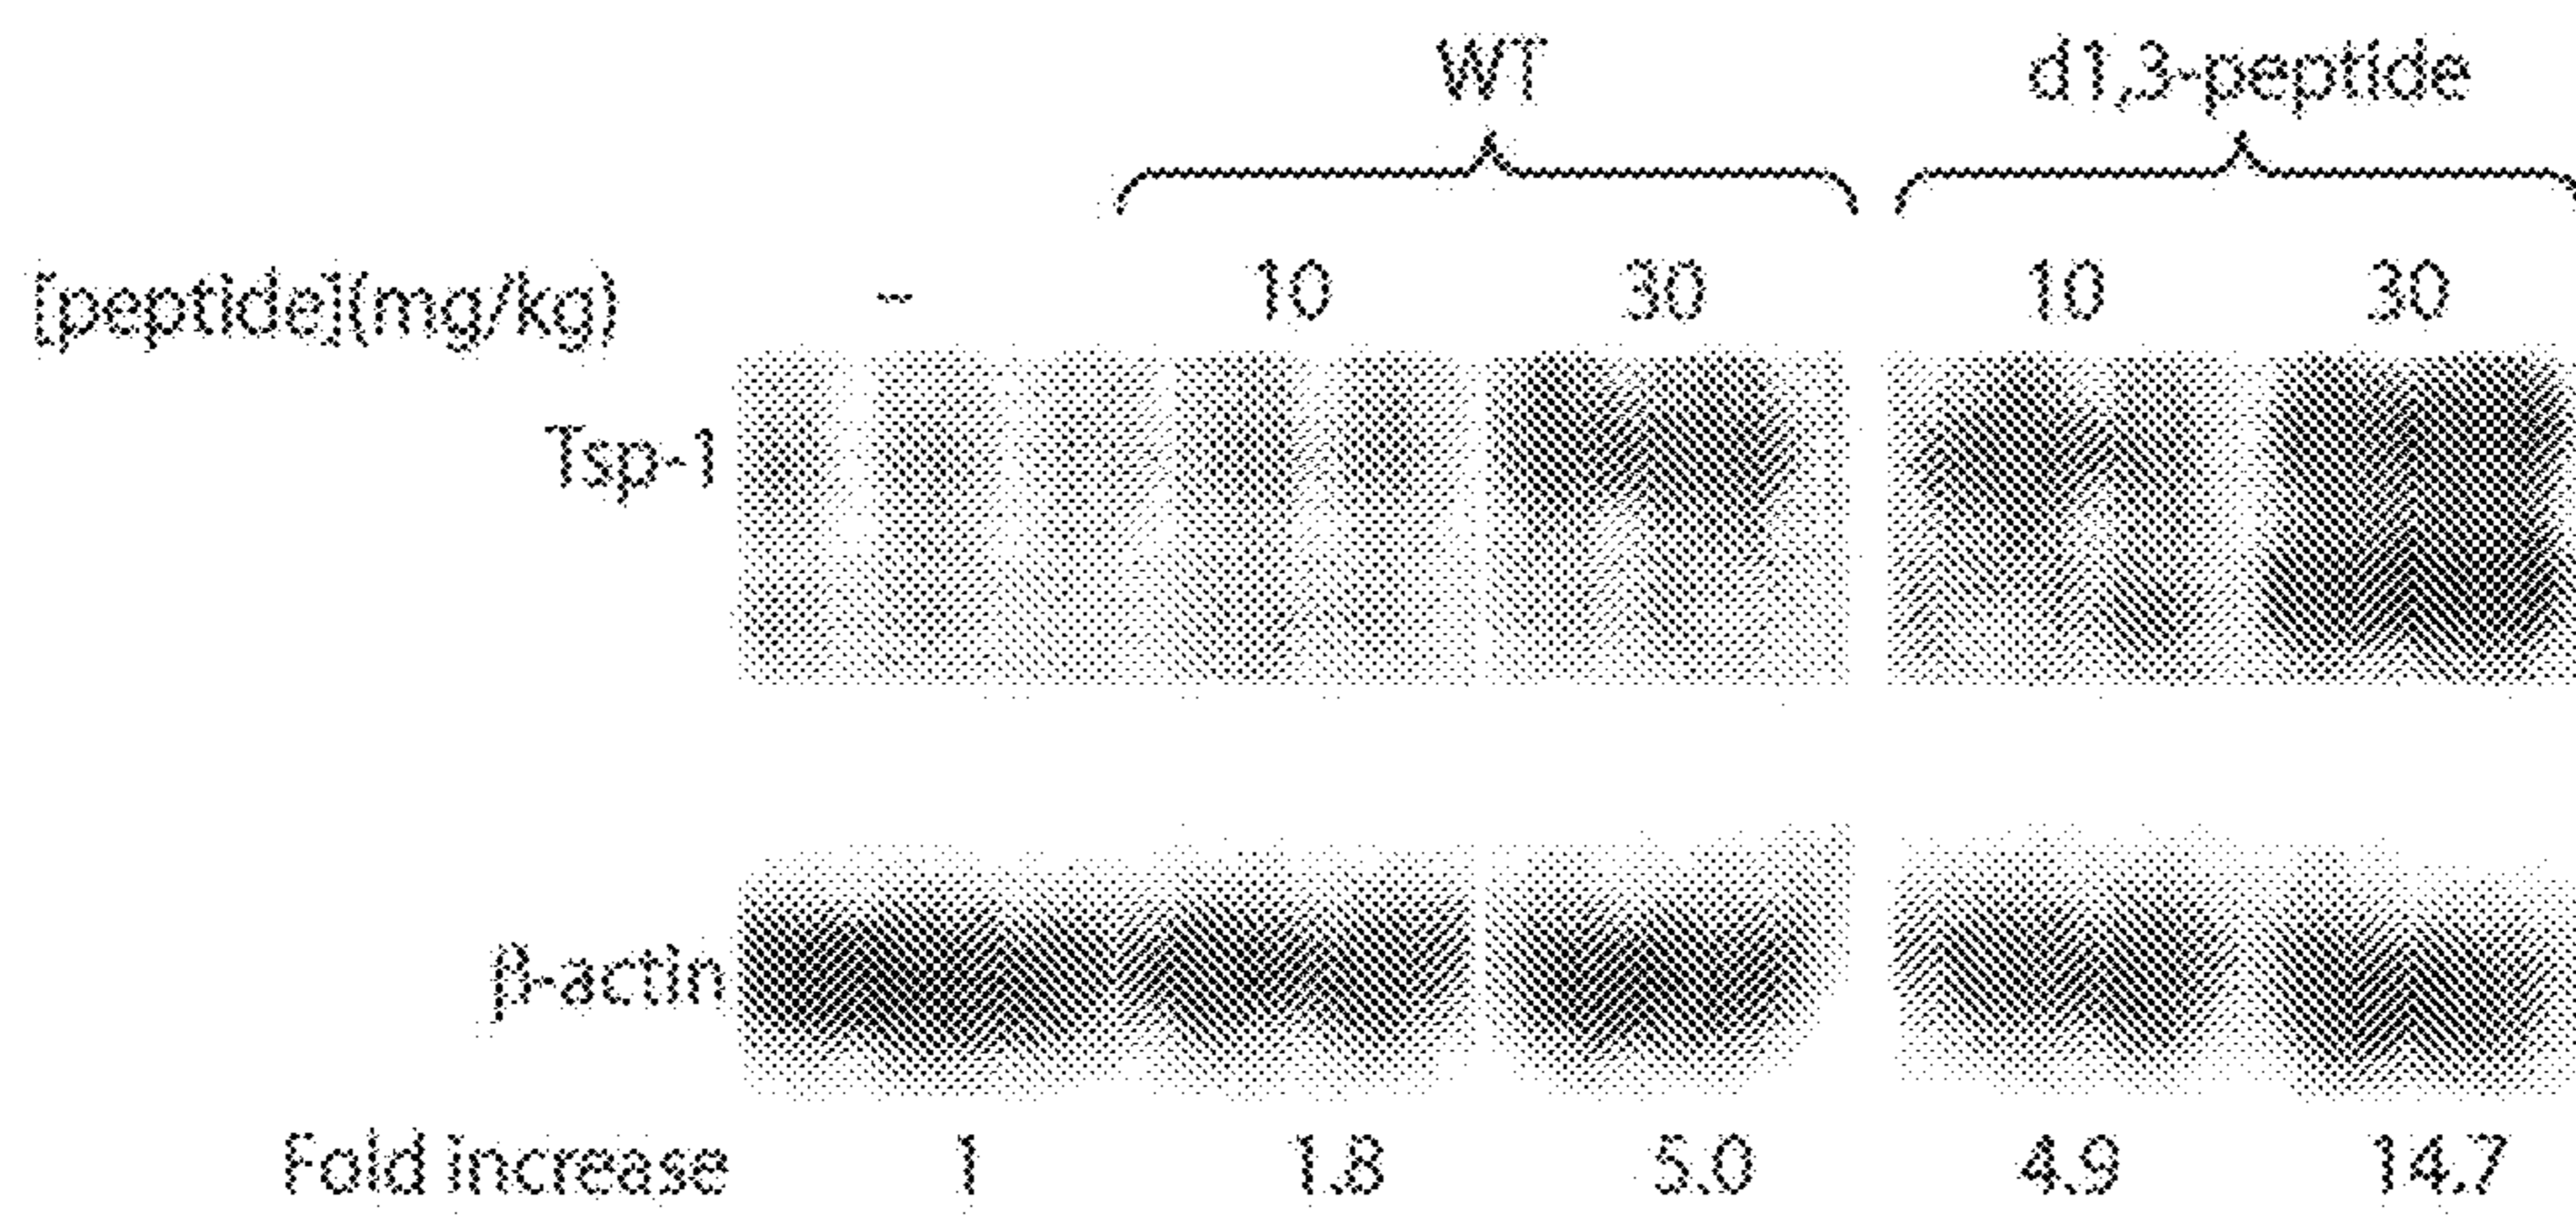 WT d1,3-peptide
[peptide](mg/kg) - 10 30 10 30
Tsp-1
β-actin
Fold increase 1 1.8 5.0 4.9 14.7